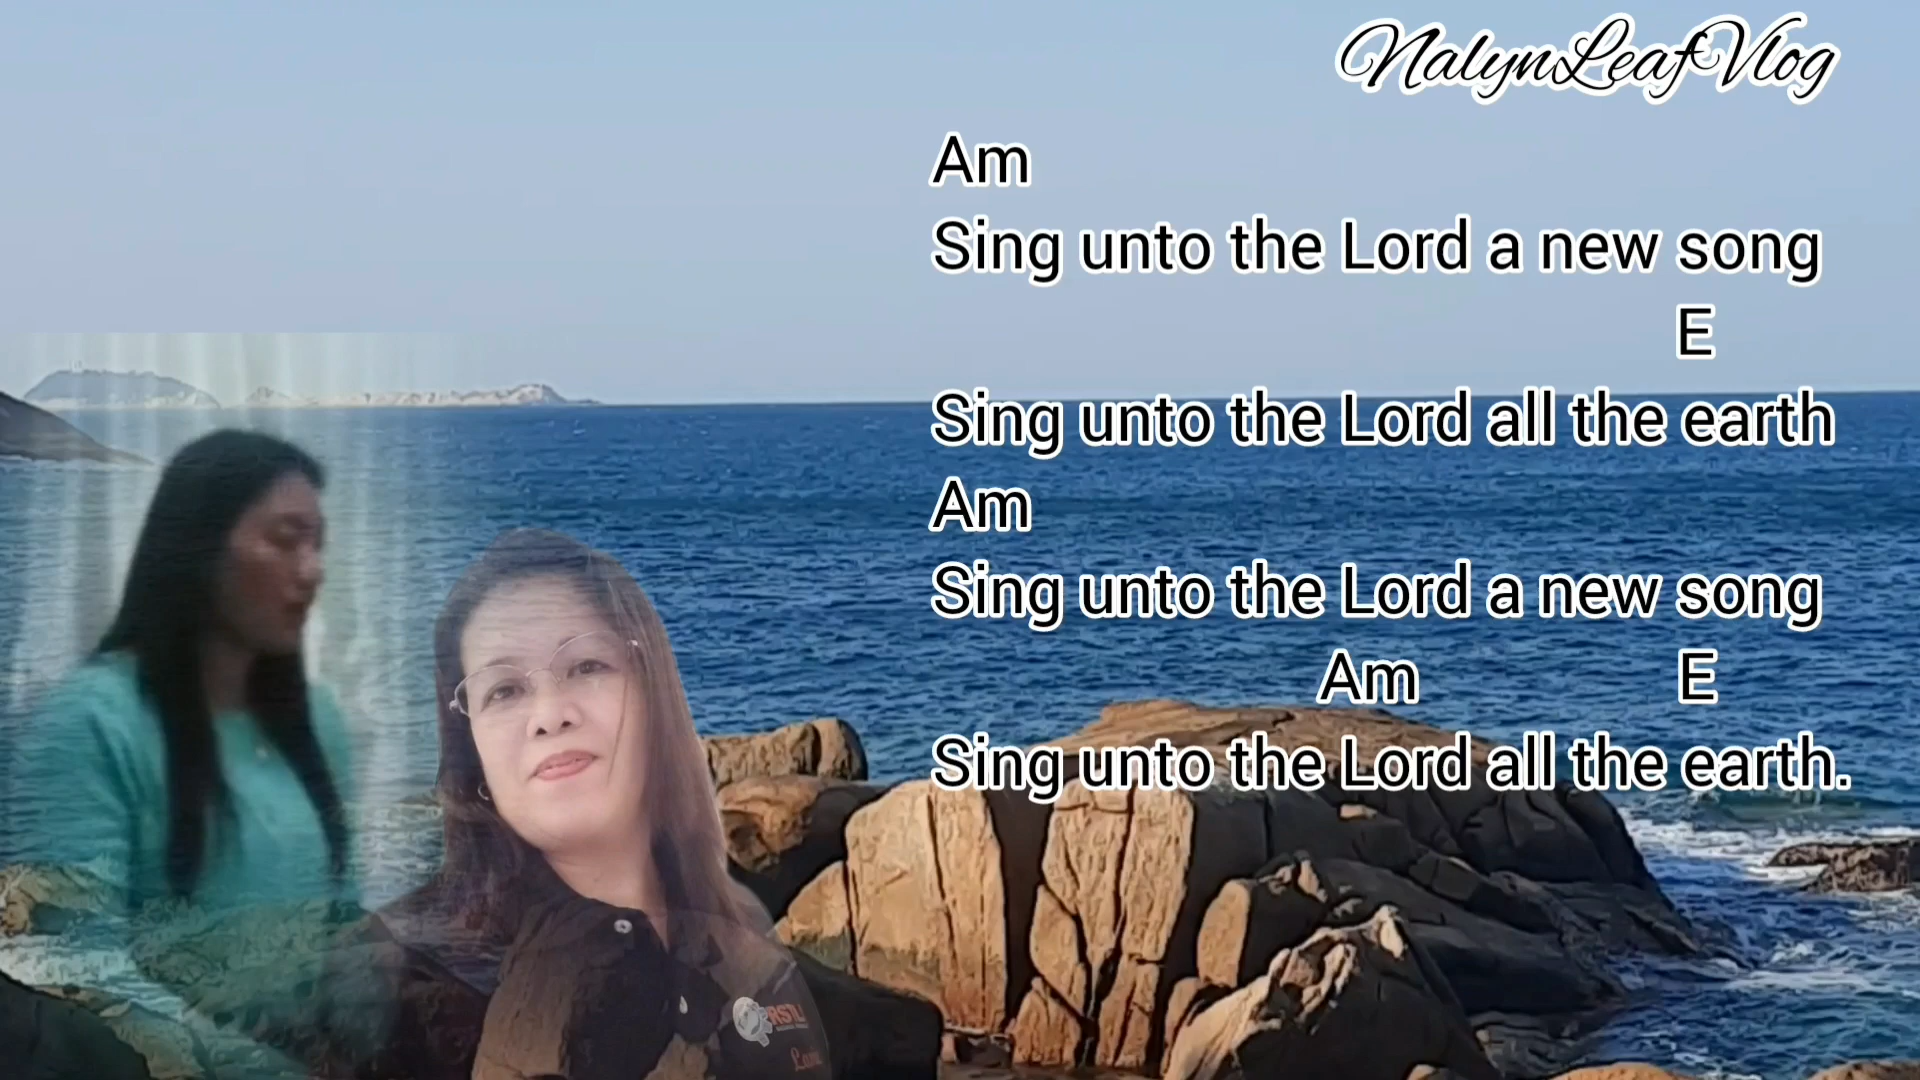 NalynLeafVlog
Am
Sing unto the Lord a new song
E
Sing unto the Lord all the earth
Am
Sing unto the Lord a new song
Am E
Sing unto the Lord all the earth.